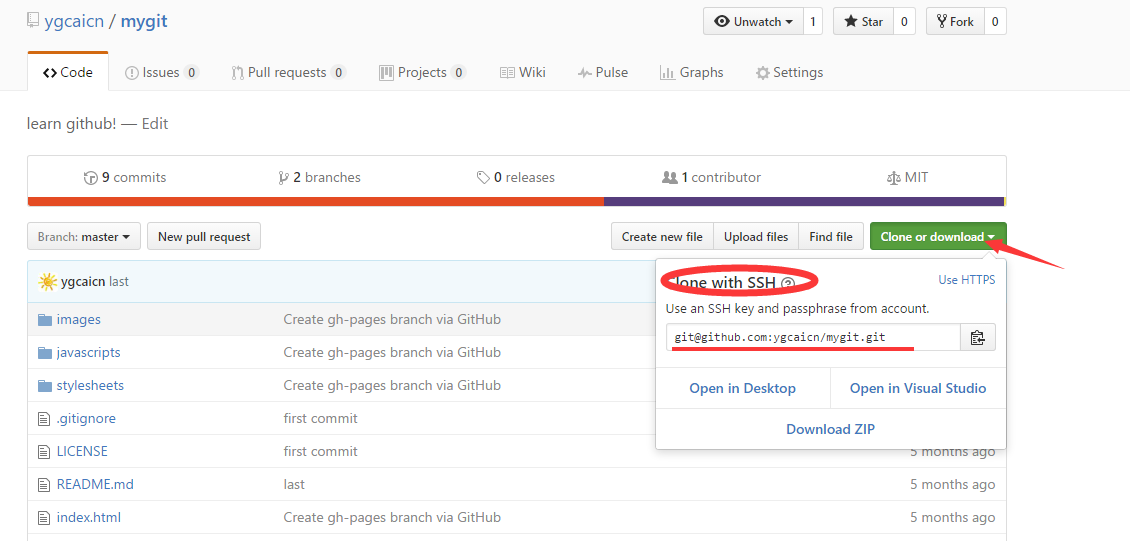 ygcaicn / mygit
Unwatch 1 Star 0 Fork 0
Code Issues 0 Pull requests 0 Projects 0 Wiki Pulse Graphs Settings
learn github! — Edit
9 commits 2 branches 0 releases 1 contributor MIT
Branch: master New pull request Create new file Upload files Find file Clone or download
ygcaicn last
images Create gh-pages branch via GitHub
javascripts Create gh-pages branch via GitHub
stylesheets Create gh-pages branch via GitHub
.gitignore first commit
LICENSE first commit 5 months ago
README.md last 5 months ago
index.html Create gh-pages branch via GitHub 5 months ago
Clone with SSH ? Use HTTPS
Use an SSH key and passphrase from account.
git@github.com:ygcaicn/mygit.git
Open in Desktop Open in Visual Studio
Download ZIP